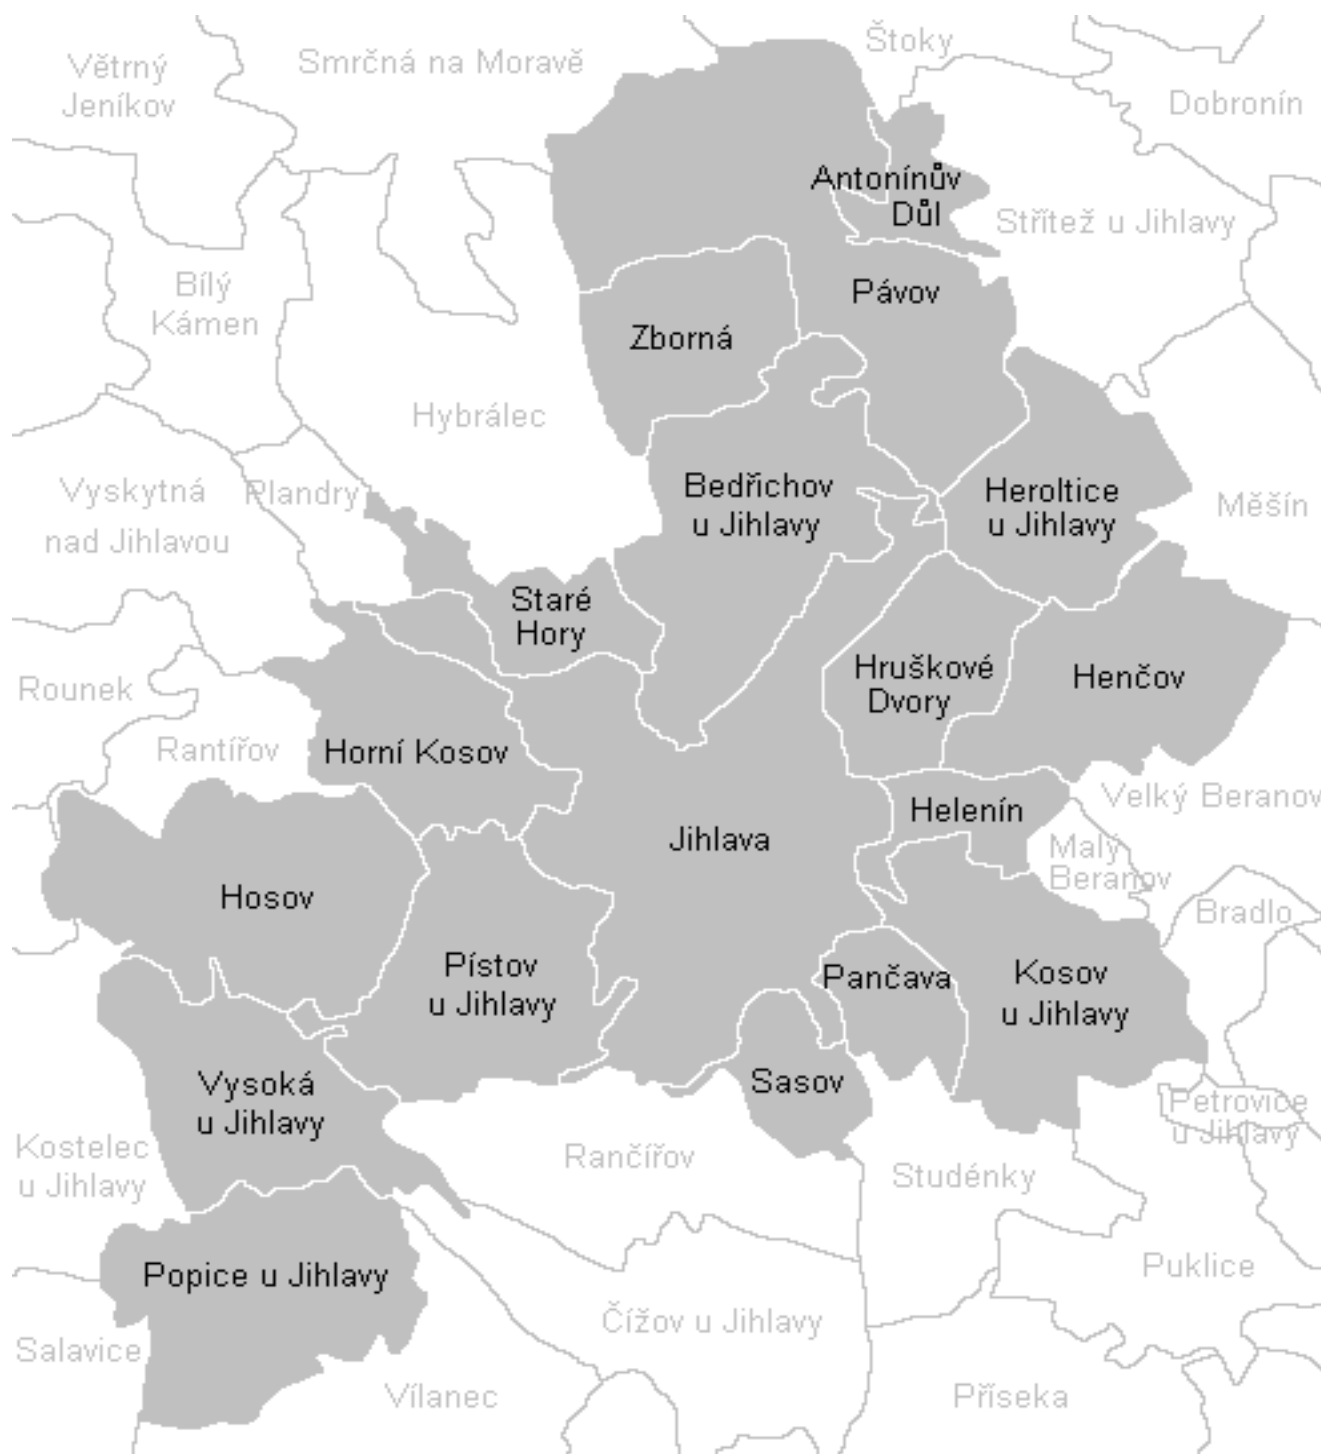 Štoky
Smrčná na Moravě
Větrný
Jeníkov
Dobronín
Antonínův
Důl
Střítež u Jihlavy
Bílý
Kámen
Pávov
Zborná
Hybrálec
Vyskytná
nad Jihlavou
Plandry
Bedřichov
u Jihlavy
Heroltice
u Jihlavy
Měšín
Staré
Hory
Hruškové
Dvory
Henčov
Rounek
Rantířov
Horní Kosov
Velký Beranov
Helenín
Jihlava
Malý
Beranov
Hosov
Bradlo
Pístov
u Jihlavy
Pančava
Kosov
u Jihlavy
Vysoká
u Jihlavy
Sasov
Petrovice
u Jihlavy
Kostelec
u Jihlavy
Rančířov
Studénky
Popice u Jihlavy
Puklice
Čížov u Jihlavy
Salavice
Vílanec
Příseka